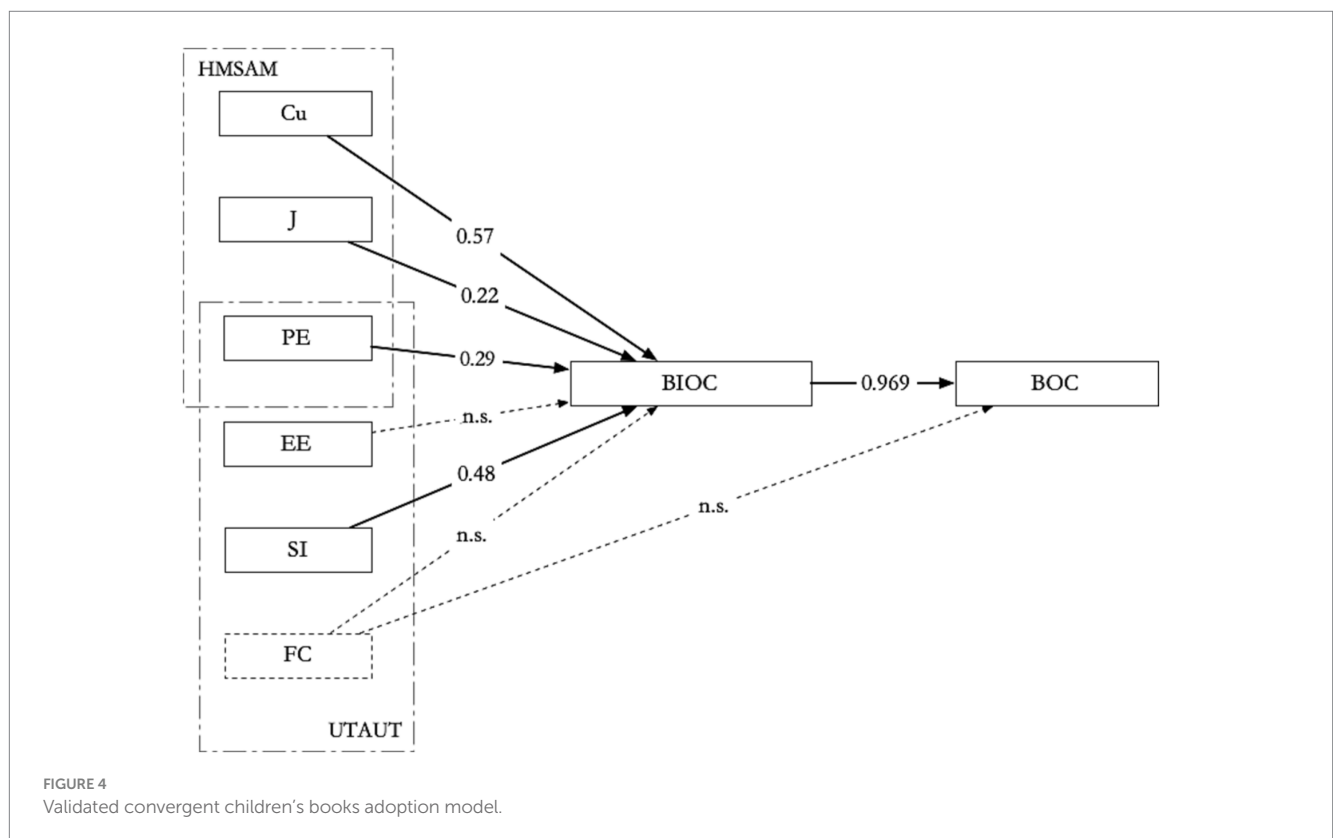 HMSAM
Cu
J
0.57
0.22
PE
0.29
BIOC
0.969
BOC
n.s.
EE
0.48
n.s.
SI
n.s.
FC
UTAUT
FIGURE 4
Validated convergent children's books adoption model.